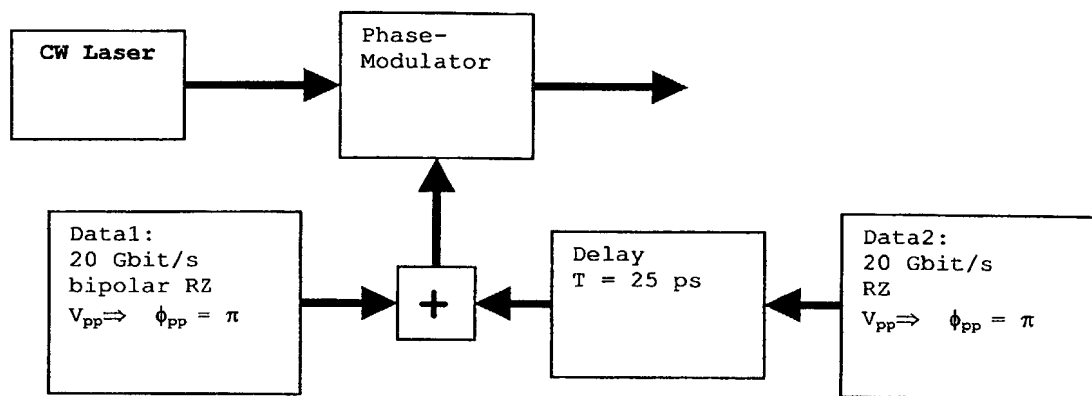 CW Laser
Phase-
Modulator
Data1:
20 Gbit/s
bipolar RZ
Vpp⇒ ϕpp = π
+
Delay
T = 25 ps
Data2:
20 Gbit/s
RZ
Vpp⇒ ϕpp = π